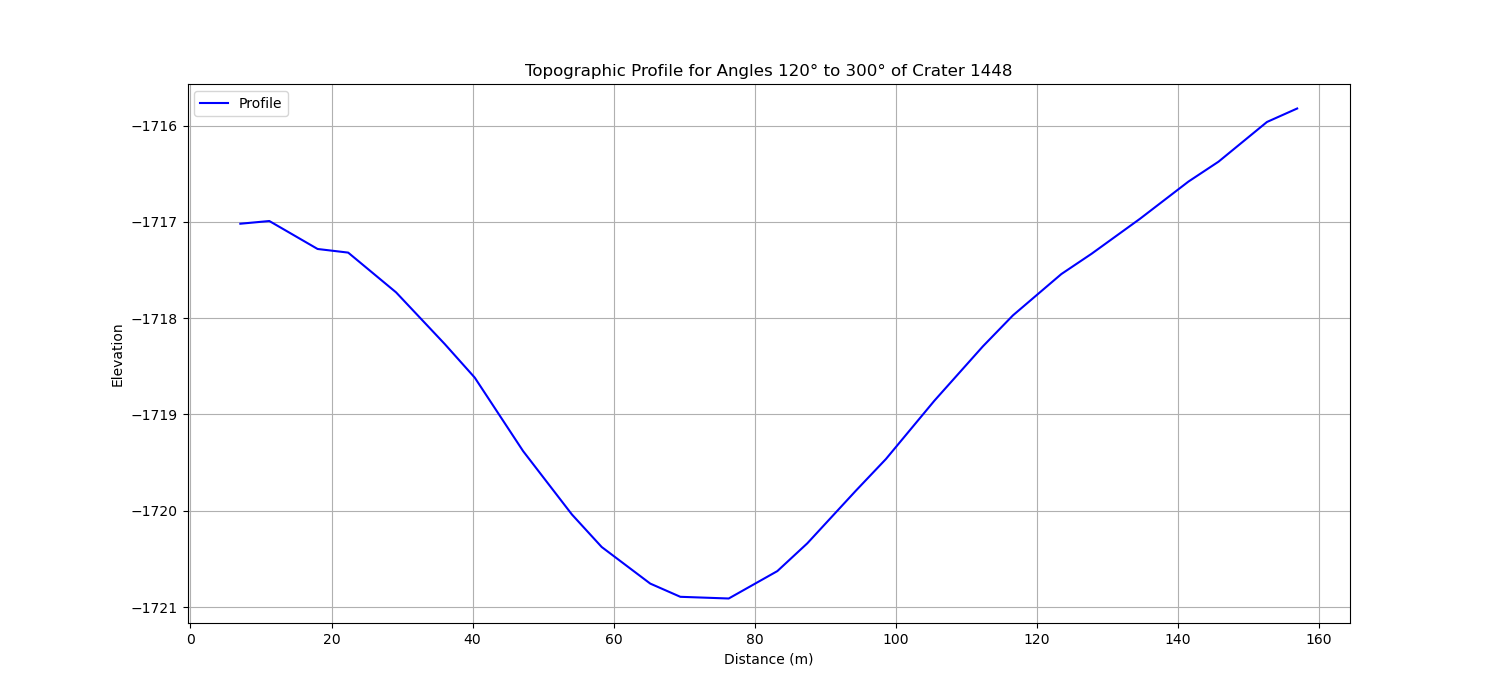 Topographic Profile for Angles 120° to 300° of Crater 1448
Profile
−1716
−1717
−1718
−1719
−1720
−1721
Elevation
0 20 40 60 80 100 120 140 160
Distance (m)